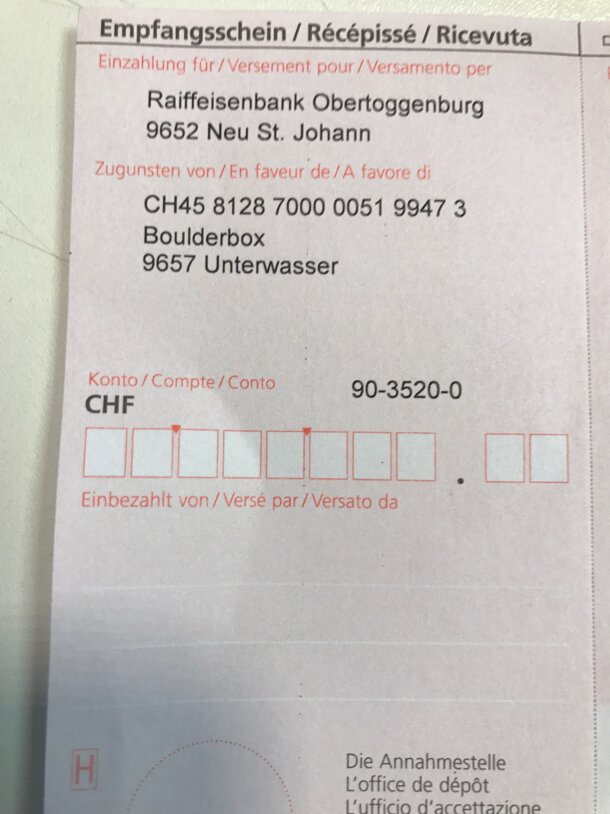 Empfangsschein / Récépissé / Ricevuta
Einzahlung für / Versement pour / Versamento per
Raiffeisenbank Obertoggenburg
9652 Neu St. Johann
Zugunsten von / En faveur de / A favore di
CH45 8128 7000 0051 9947 3
Boulderbox
9657 Unterwasser
Konto / Compte / Conto 90-3520-0
CHF
.
Einbezahlt von / Versé par / Versato da
H
Die Annahmestelle
L'office de dépôt
L'ufficio d'accettazione